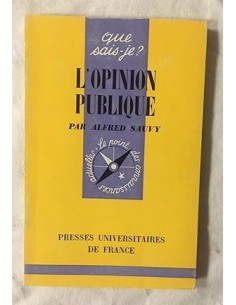 que
sais-je?
L'OPINION
PUBLIQUE
PAR ALFRED SAUVY
Le point des connaissances actuelles
PRESSES UNIVERSITAIRES
DE FRANCE